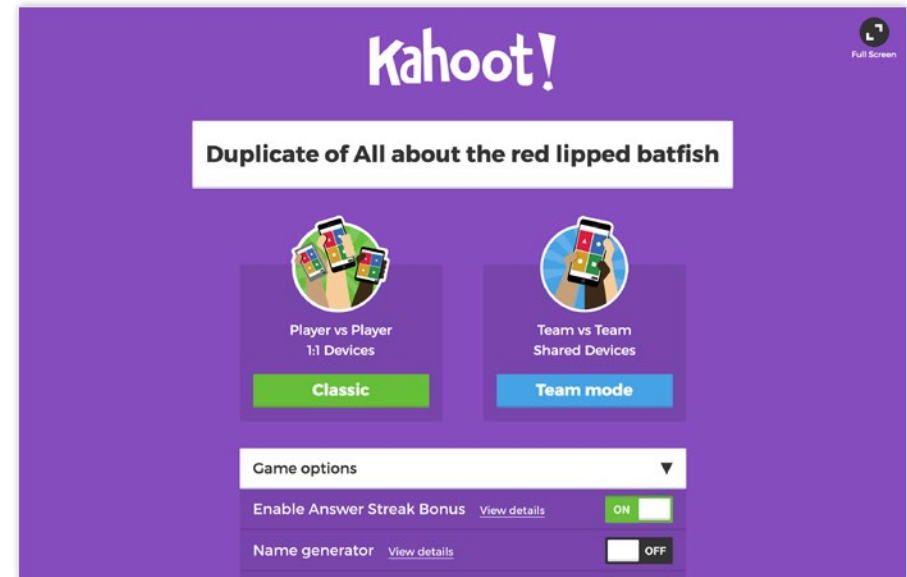 Kahoot!
Full Screen
Duplicate of All about the red lipped batfish
Player vs Player
1:1 Devices
Classic
Team vs Team
Shared Devices
Team mode
Game options ▼
Enable Answer Streak Bonus View details ON
Name generator View details OFF